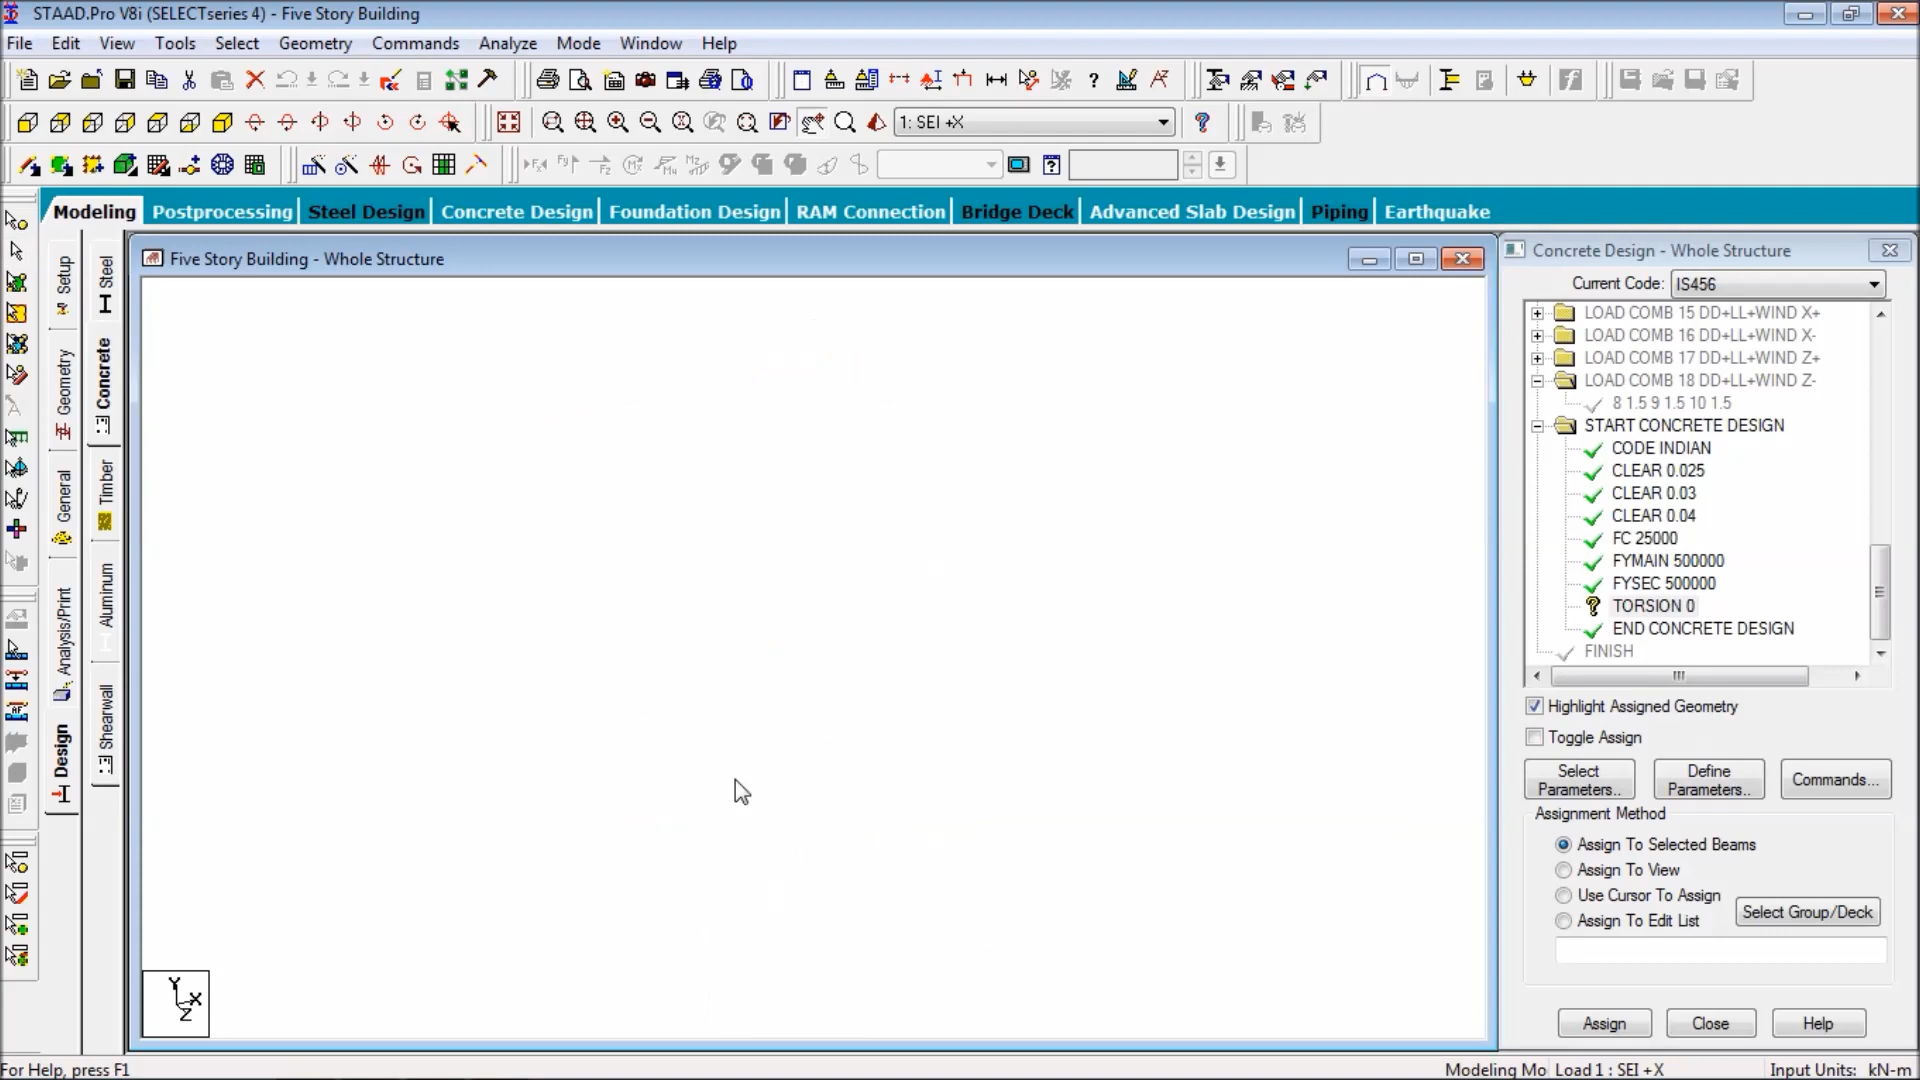 STAAD.Pro V8i (SELECTseries 4) - Five Story Building
File Edit View Tools Select Geometry Commands Analyze Mode Window Help
1: SEI +X
Modeling Postprocessing Steel Design Concrete Design Foundation Design RAM Connection Bridge Deck Advanced Slab Design Piping Earthquake
Setup
Geometry
General
Analysis/Print
Design
Steel
Concrete
Timber
Aluminum
Shearwall
Five Story Building - Whole Structure
Y
X
Z
Concrete Design - Whole Structure
Current Code: IS456
LOAD COMB 15 DD+LL+WIND X+
LOAD COMB 16 DD+LL+WIND X-
LOAD COMB 17 DD+LL+WIND Z+
LOAD COMB 18 DD+LL+WIND Z-
8 1.5 9 1.5 10 1.5
START CONCRETE DESIGN
CODE INDIAN
CLEAR 0.025
CLEAR 0.03
CLEAR 0.04
FC 25000
FYMAIN 500000
FYSEC 500000
TORSION 0
END CONCRETE DESIGN
FINISH
Highlight Assigned Geometry
Toggle Assign
Select Parameters..
Define Parameters..
Commands...
Assignment Method
Assign To Selected Beams
Assign To View
Use Cursor To Assign
Assign To Edit List
Select Group/Deck
Assign Close Help
For Help, press F1
Modeling Mo Load 1 : SEI +X Input Units: kN-m